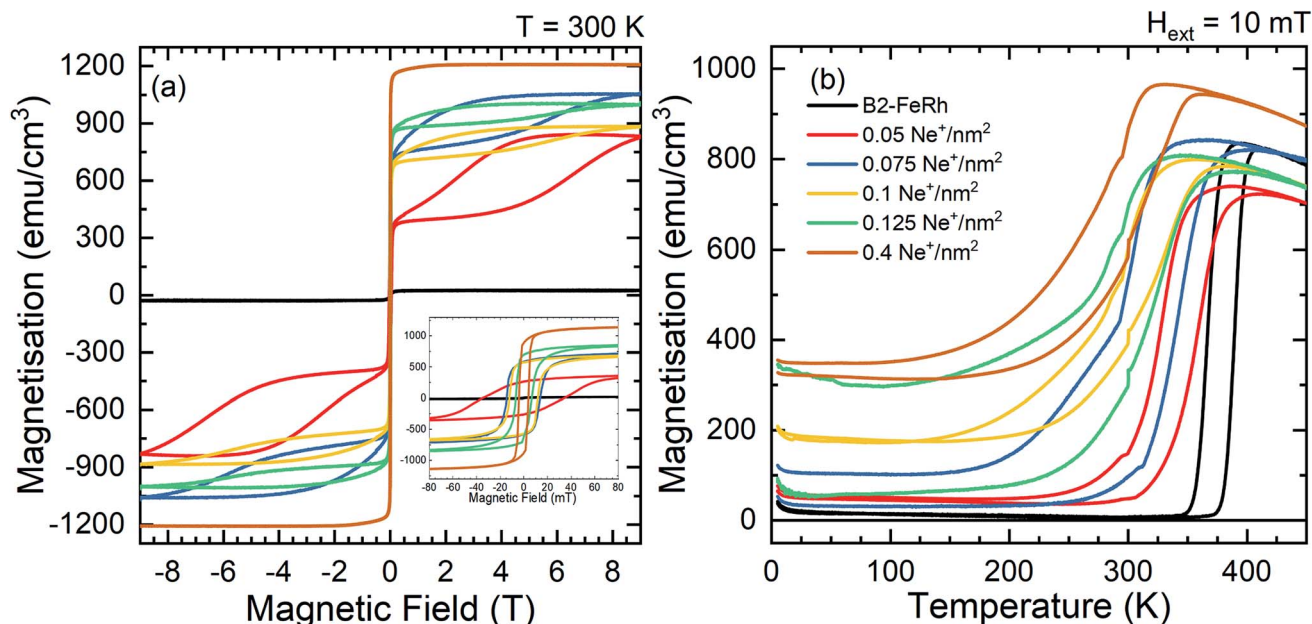 T = 300 K
(a)
Magnetisation (emu/cm³)
1200
900
600
300
0
-300
-600
-900
-1200
-8 -6 -4 -2 0 2 4 6 8
Magnetic Field (T)
1000
500
0
-500
-1000
-80 -60 -40 -20 0 20 40 60 80
Magnetic Field (mT)
H_ext = 10 mT
(b)
B2-FeRh
0.05 Ne⁺/nm²
0.075 Ne⁺/nm²
0.1 Ne⁺/nm²
0.125 Ne⁺/nm²
0.4 Ne⁺/nm²
Magnetisation (emu/cm³)
1000
800
600
400
200
0
0 100 200 300 400
Temperature (K)